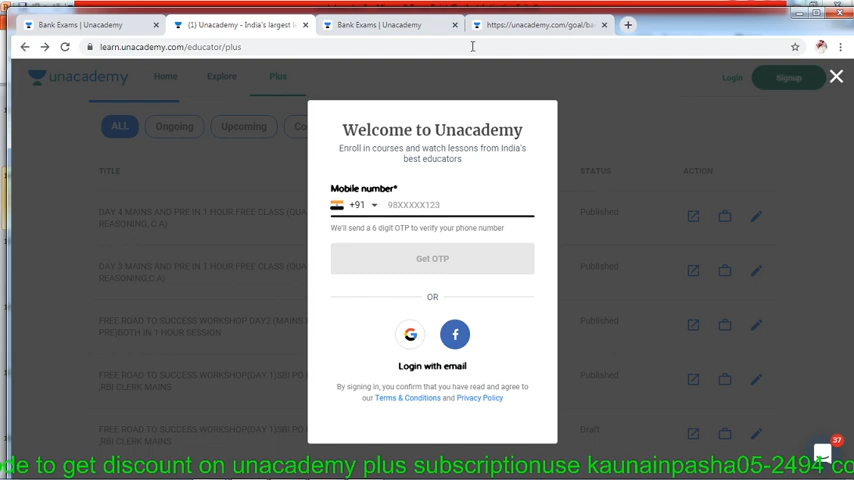 Bank Exams | Unacademy
(1) Unacademy - India's largest le
Bank Exams | Unacademy
https://unacademy.com/goal/ba
learn.unacademy.com/educator/plus
unacademy
Home
Explore
Plus
Login
Signup
ALL
Ongoing
Upcoming
Co
TITLE
STATUS
ACTION
DAY 4 MAINS AND PRE IN 1 HOUR FREE CLASS (QUA
REASONING, C.A)
Published
DAY 3 MAINS AND PRE IN 1 HOUR FREE CLASS (QUA
REASONING,C.A)
Published
FREE ROAD TO SUCCESS WORKSHOP DAY2 (MAINS
PRE)BOTH IN 1 HOUR SESSION
Published
FREE ROAD TO SUCCESS WORKSHOP(DAY 1)SBI PO
,RBI CLERK MAINS
Published
FREE ROAD TO SUCCESS WORKSHOP(DAY 1)SBI PO
,RBI CLERK MAINS
Draft
Welcome to Unacademy
Enroll in courses and watch lessons from India's
best educators
Mobile number*
+91 98XXXXX123
We'll send a 6 digit OTP to verify your phone number
Get OTP
OR
Login with email
By signing in, you confirm that you have read and agree to
our Terms & Conditions and Privacy Policy
37
de to get discount on unacademy plus subscriptionuse kaunainpasha05-2494 co